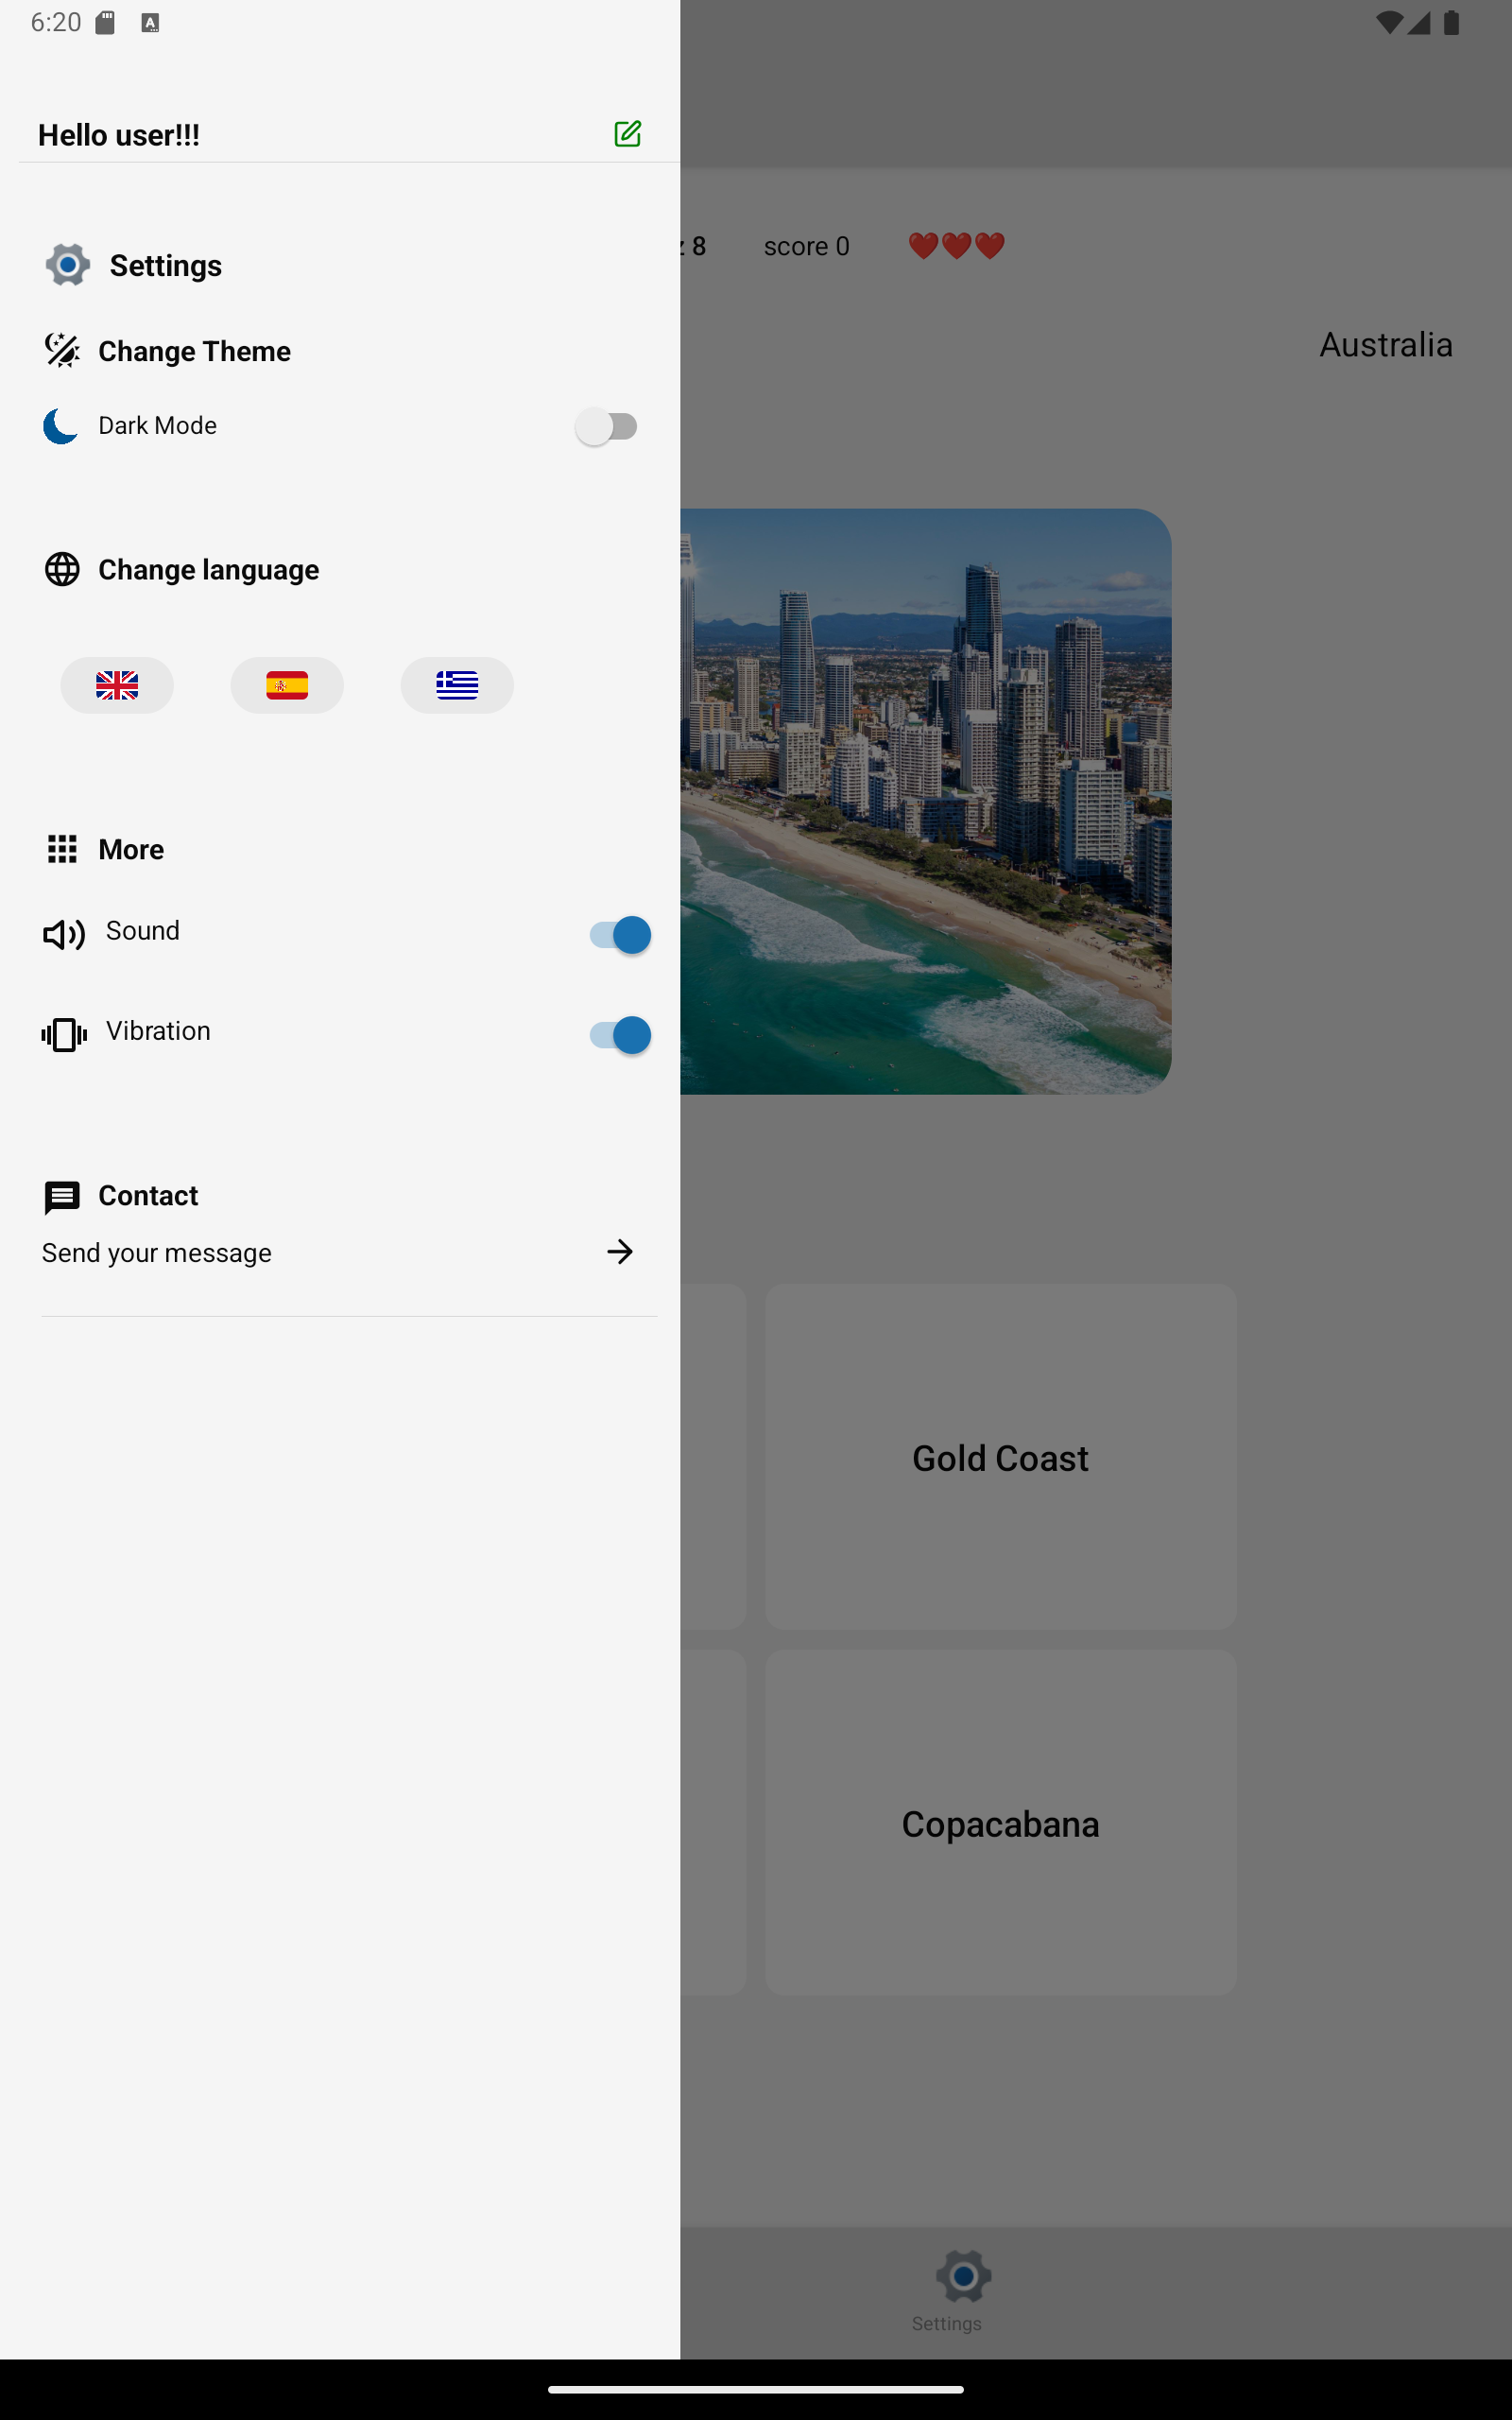 6:20
Hello user!!!
Settings
Change Theme
Dark Mode
Change language
More
Sound
Vibration
Contact
Send your message
8
score 0
Australia
Gold Coast
Copacabana
Settings